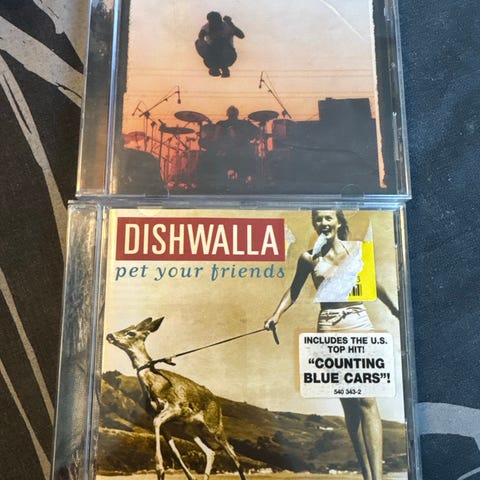 DISHWALLA
pet your friends
INCLUDES THE U.S.
TOP HIT!
"COUNTING
BLUE CARS"!
540 343-2